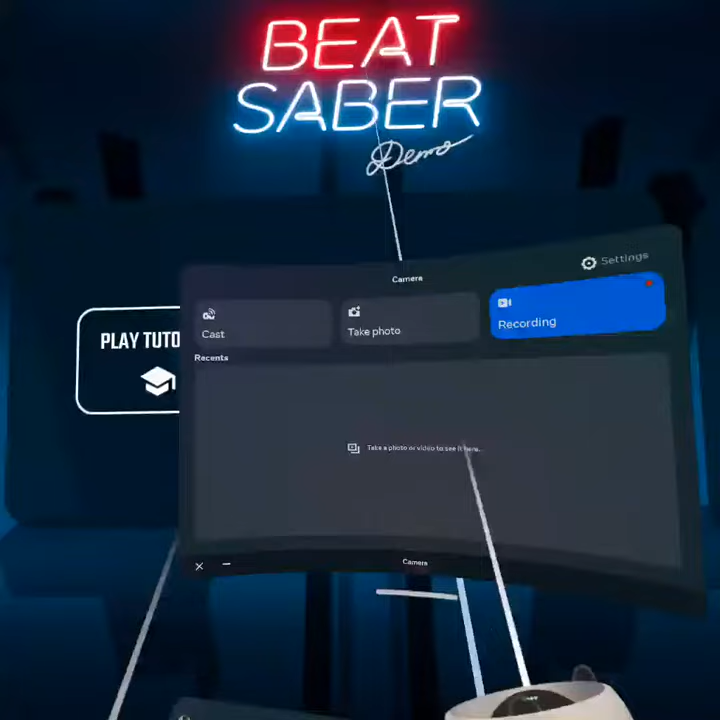 BEAT
SABER
Demo
Settings
Camera
Cast
Take photo
Recording
PLAY TUTO
Recents
Take a photo or video to see it here.
Camera